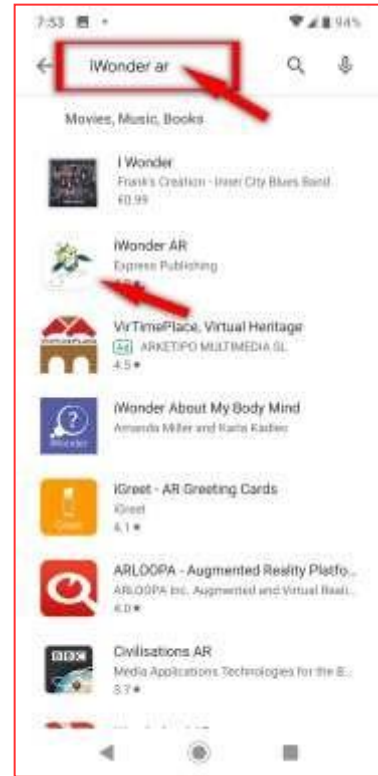 7:53
94%
iWonder ar
Movies, Music, Books
I Wonder
Frank's Creation - Inner City Blues Band
€0.99
iWonder AR
Express Publishing
VirTimePlace, Virtual Heritage
Ad ARKETIPO MULTIMEDIA SL
4.5★
iWonder
iWonder About My Body Mind
Amanda Miller and Karla Kadlec
iGreet - AR Greeting Cards
iGreet
4.1★
ARLOOPA - Augmented Reality Platfo...
ARLOOPA Inc. Augmented and Virtual Reali...
4.0★
BBC
Civilisations AR
Media Applications Technologies for the B...
3.7★